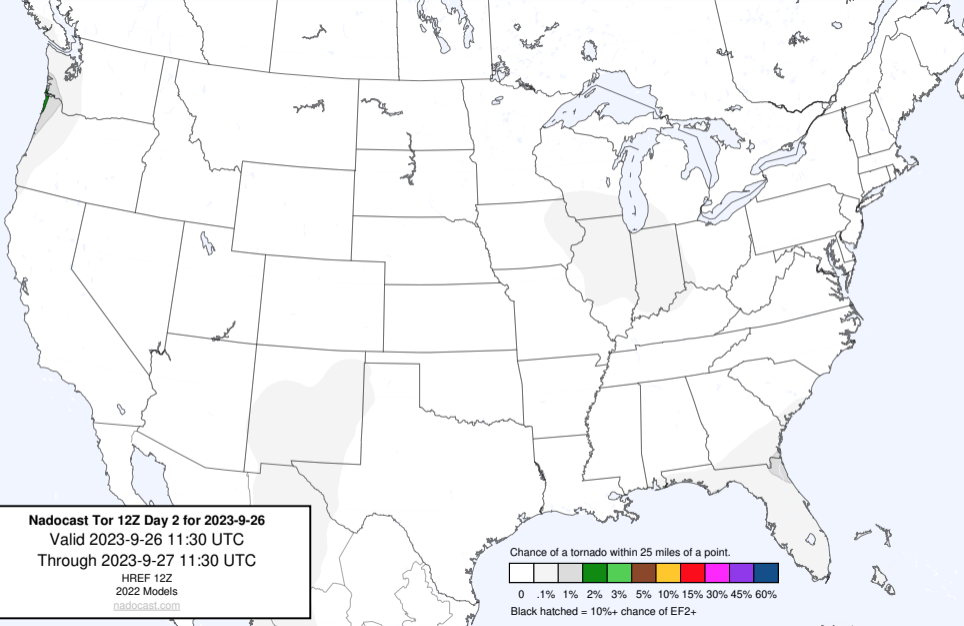 Nadocast Tor 12Z Day 2 for 2023-9-26
Valid 2023-9-26 11:30 UTC
Through 2023-9-27 11:30 UTC
HREF 12Z
2022 Models
nadocast.com
Chance of a tornado within 25 miles of a point.
0 .1% 1% 2% 3% 5% 10% 15% 30% 45% 60%
Black hatched = 10%+ chance of EF2+